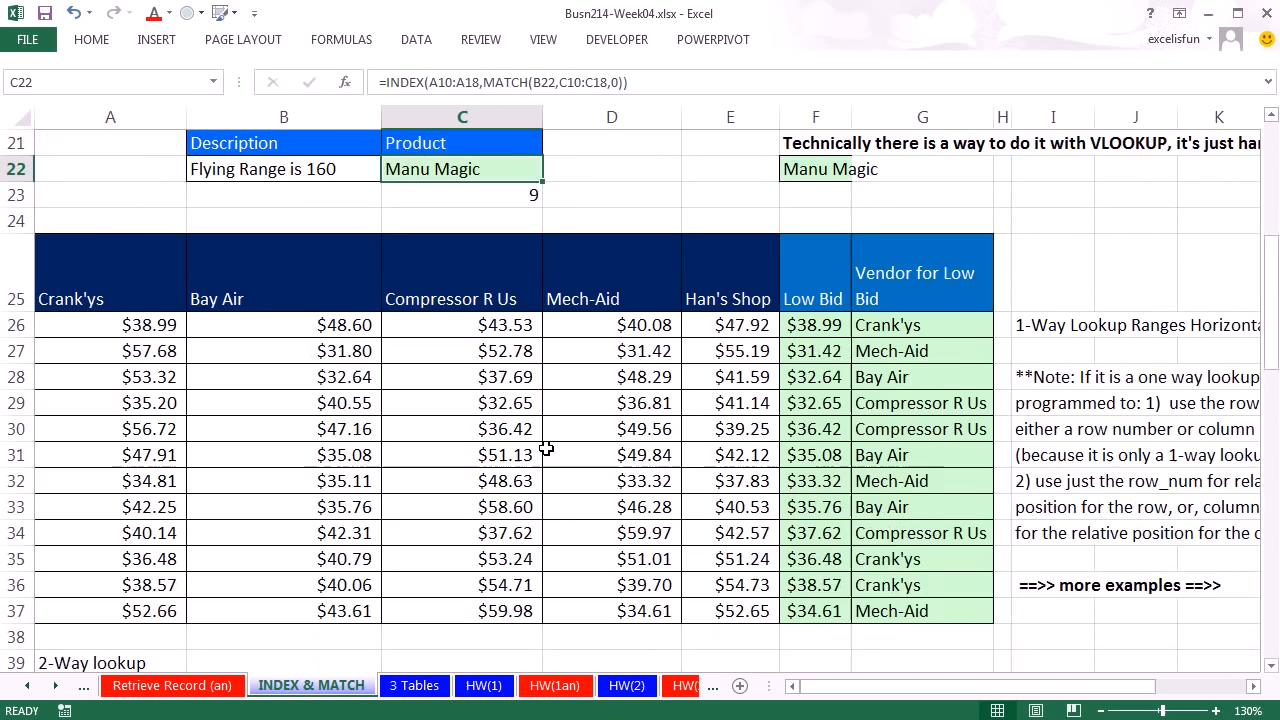 Busn214-Week04.xlsx - Excel
FILE HOME INSERT PAGE LAYOUT FORMULAS DATA REVIEW VIEW DEVELOPER POWERPIVOT excelisfun
C22 =INDEX(A10:A18,MATCH(B22,C10:C18,0))
A B C D E F G H I J K
21 Description Product Technically there is a way to do it with VLOOKUP, it's just har
22 Flying Range is 160 Manu Magic Manu Magic
23 9
24
25 Crank'ys Bay Air Compressor R Us Mech-Aid Han's Shop Low Bid Vendor for Low
Bid
26 $38.99 $48.60 $43.53 $40.08 $47.92 $38.99 Crank'ys 1-Way Lookup Ranges Horizonta
27 $57.68 $31.80 $52.78 $31.42 $55.19 $31.42 Mech-Aid
28 $53.32 $32.64 $37.69 $48.29 $41.59 $32.64 Bay Air **Note: If it is a one way lookup
29 $35.20 $40.55 $32.65 $36.81 $41.14 $32.65 Compressor R Us programmed to: 1) use the row
30 $56.72 $47.16 $36.42 $49.56 $39.25 $36.42 Compressor R Us either a row number or column
31 $47.91 $35.08 $51.13 $49.84 $42.12 $35.08 Bay Air (because it is only a 1-way looku
32 $34.81 $35.11 $48.63 $33.32 $37.83 $33.32 Mech-Aid 2) use just the row_num for rela
33 $42.25 $35.76 $58.60 $46.28 $40.53 $35.76 Bay Air position for the row, or, column
34 $40.14 $42.31 $37.62 $59.97 $42.57 $37.62 Compressor R Us for the relative position for the c
35 $36.48 $40.79 $53.24 $51.01 $51.24 $36.48 Crank'ys
36 $38.57 $40.06 $54.71 $39.70 $54.73 $38.57 Crank'ys ==>> more examples ==>>
37 $52.66 $43.61 $59.98 $34.61 $52.65 $34.61 Mech-Aid
38
39 2-Way lookup
... Retrieve Record (an) INDEX & MATCH 3 Tables HW(1) HW(1an) HW(2) HW( ...
READY 130%